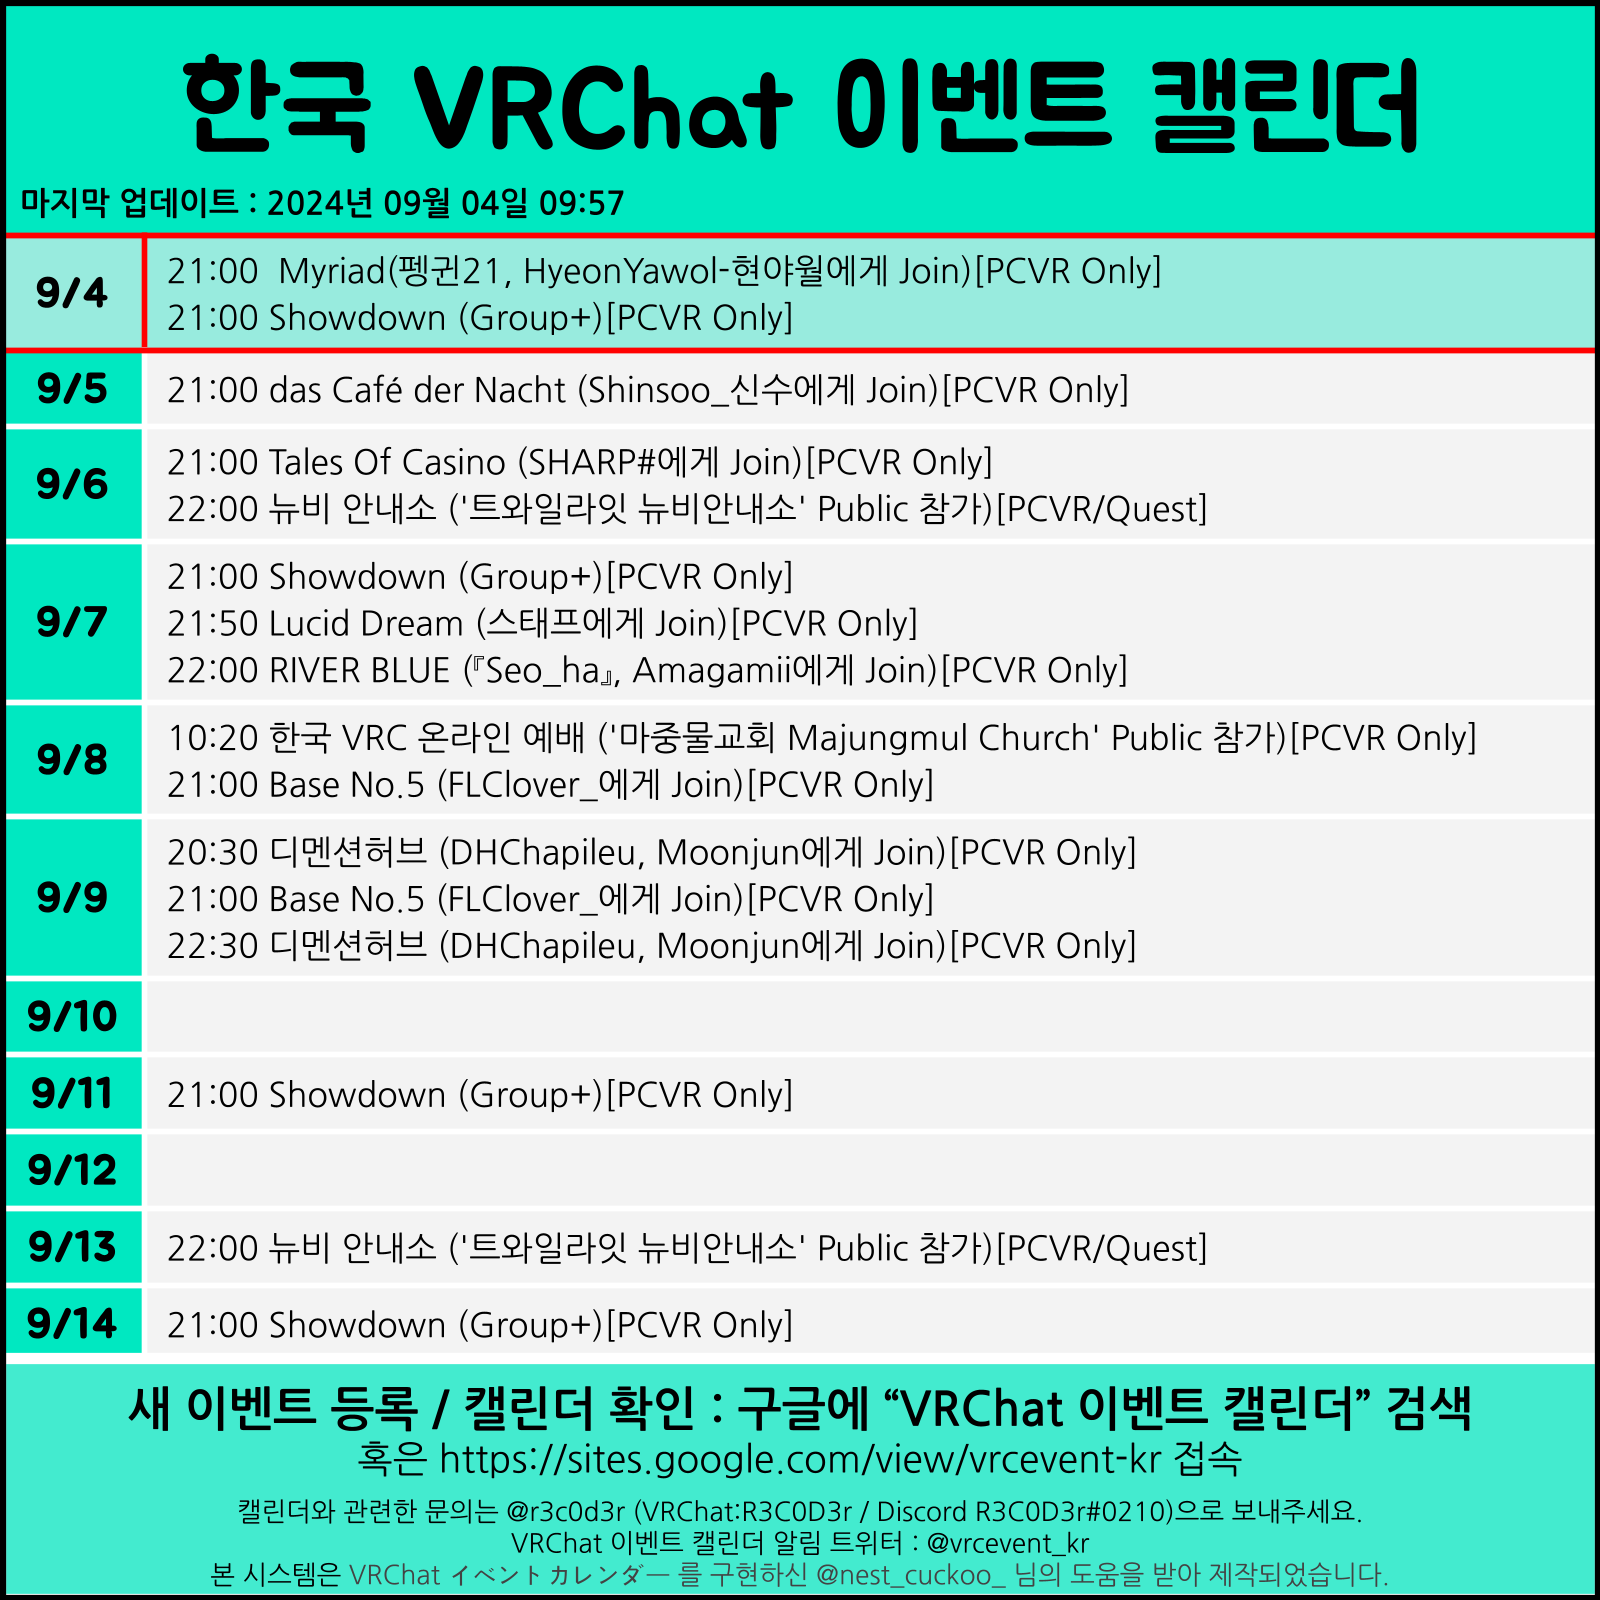 한국 VRChat 이벤트 캘린더
마지막 업데이트 : 2024년 09월 04일 09:57
9/4
21:00  Myriad(펭귄21, HyeonYawol-현야월에게 Join)[PCVR Only]
21:00 Showdown (Group+)[PCVR Only]
9/5
21:00 das Café der Nacht (Shinsoo_신수에게 Join)[PCVR Only]
9/6
21:00 Tales Of Casino (SHARP#에게 Join)[PCVR Only]
22:00 뉴비 안내소 ('트와일라잇 뉴비안내소' Public 참가)[PCVR/Quest]
9/7
21:00 Showdown (Group+)[PCVR Only]
21:50 Lucid Dream (스태프에게 Join)[PCVR Only]
22:00 RIVER BLUE (『Seo_ha』, Amagamii에게 Join)[PCVR Only]
9/8
10:20 한국 VRC 온라인 예배 ('마중물교회 Majungmul Church' Public 참가)[PCVR Only]
21:00 Base No.5 (FLClover_에게 Join)[PCVR Only]
9/9
20:30 디멘션허브 (DHChapileu, Moonjun에게 Join)[PCVR Only]
21:00 Base No.5 (FLClover_에게 Join)[PCVR Only]
22:30 디멘션허브 (DHChapileu, Moonjun에게 Join)[PCVR Only]
9/10
9/11
21:00 Showdown (Group+)[PCVR Only]
9/12
9/13
22:00 뉴비 안내소 ('트와일라잇 뉴비안내소' Public 참가)[PCVR/Quest]
9/14
21:00 Showdown (Group+)[PCVR Only]
새 이벤트 등록 / 캘린더 확인 : 구글에 “VRChat 이벤트 캘린더” 검색
혹은 https://sites.google.com/view/vrcevent-kr 접속
캘린더와 관련한 문의는 @r3c0d3r (VRChat:R3C0D3r / Discord R3C0D3r#0210)으로 보내주세요.
VRChat 이벤트 캘린더 알림 트위터 : @vrcevent_kr
본 시스템은 VRChat イベントカレンダー 를 구현하신 @nest_cuckoo_ 님의 도움을 받아 제작되었습니다.